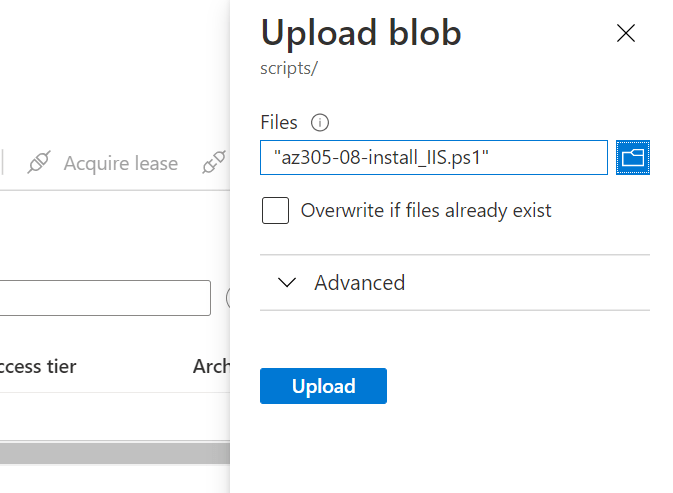 Upload blob
scripts/
Files
"az305-08-install_IIS.ps1"
Acquire lease
Overwrite if files already exist
Advanced
ccess tier
Arch
Upload